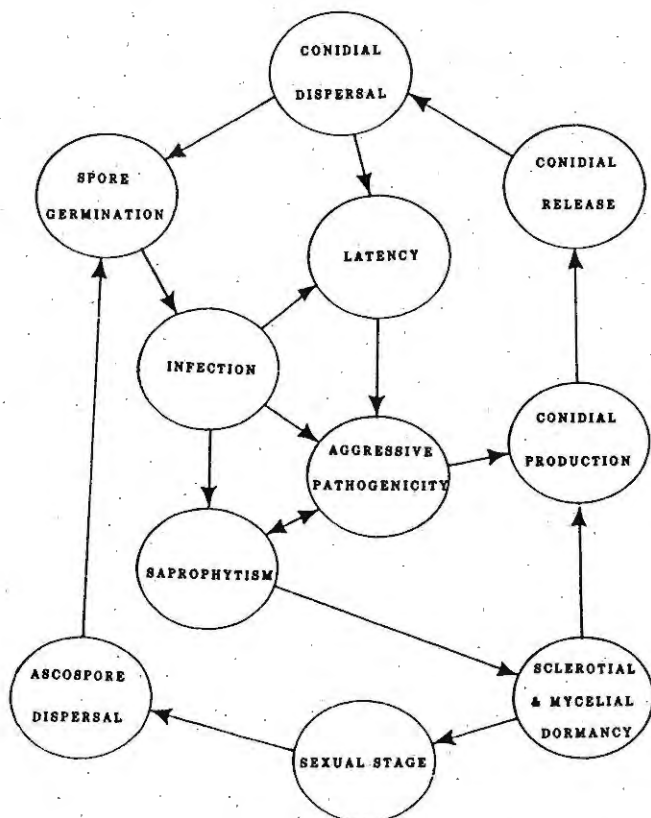 CONIDIAL
DISPERSAL
SPORE
GERMINATION
CONIDIAL
RELEASE
LATENCY
INFECTION
AGGRESSIVE
PATHOGENICITY
CONIDIAL
PRODUCTION
SAPROPHYTISM
ASCOSPORE
DISPERSAL
SCLEROTIAL
& MYCELIAL
DORMANCY
SEXUAL STAGE